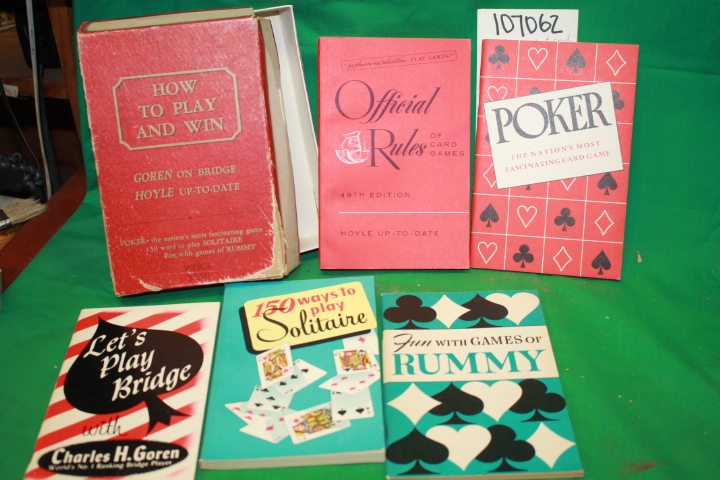 HOW
TO PLAY
AND WIN
GOREN ON BRIDGE
HOYLE UP-TO-DATE
POKER • the nation's most fascinating game
150 ways to play SOLITAIRE
Fun with games of RUMMY
PLAY CARDS!
Official
Rules
OF
CARD
GAMES
48TH EDITION
HOYLE UP-TO-DATE
107062
POKER
THE NATION'S MOST
FASCINATING CARD GAME
Let's
Play
Bridge
with
Charles H. Goren
World's No. 1 Ranking Bridge Player
150 ways to
play
Solitaire
Fun WITH GAMES OF
RUMMY